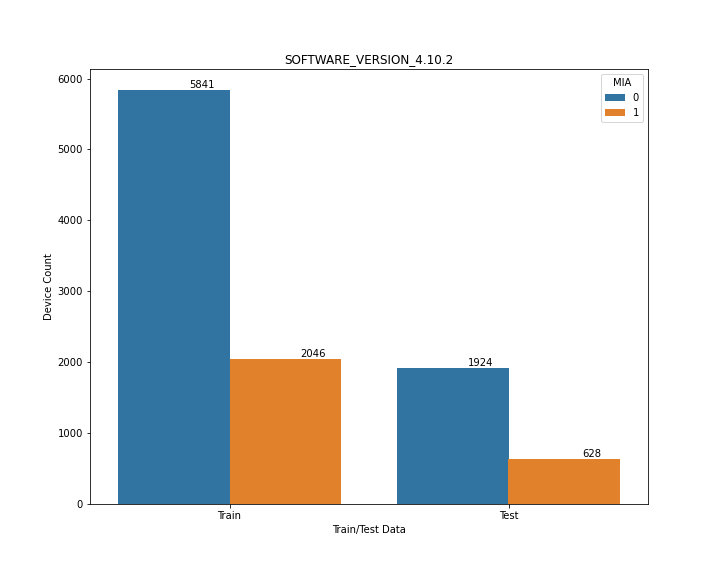 SOFTWARE_VERSION_4.10.2
MIA
0
1
5841
2046
1924
628
6000
5000
4000
3000
2000
1000
0
Device Count
Train
Test
Train/Test Data